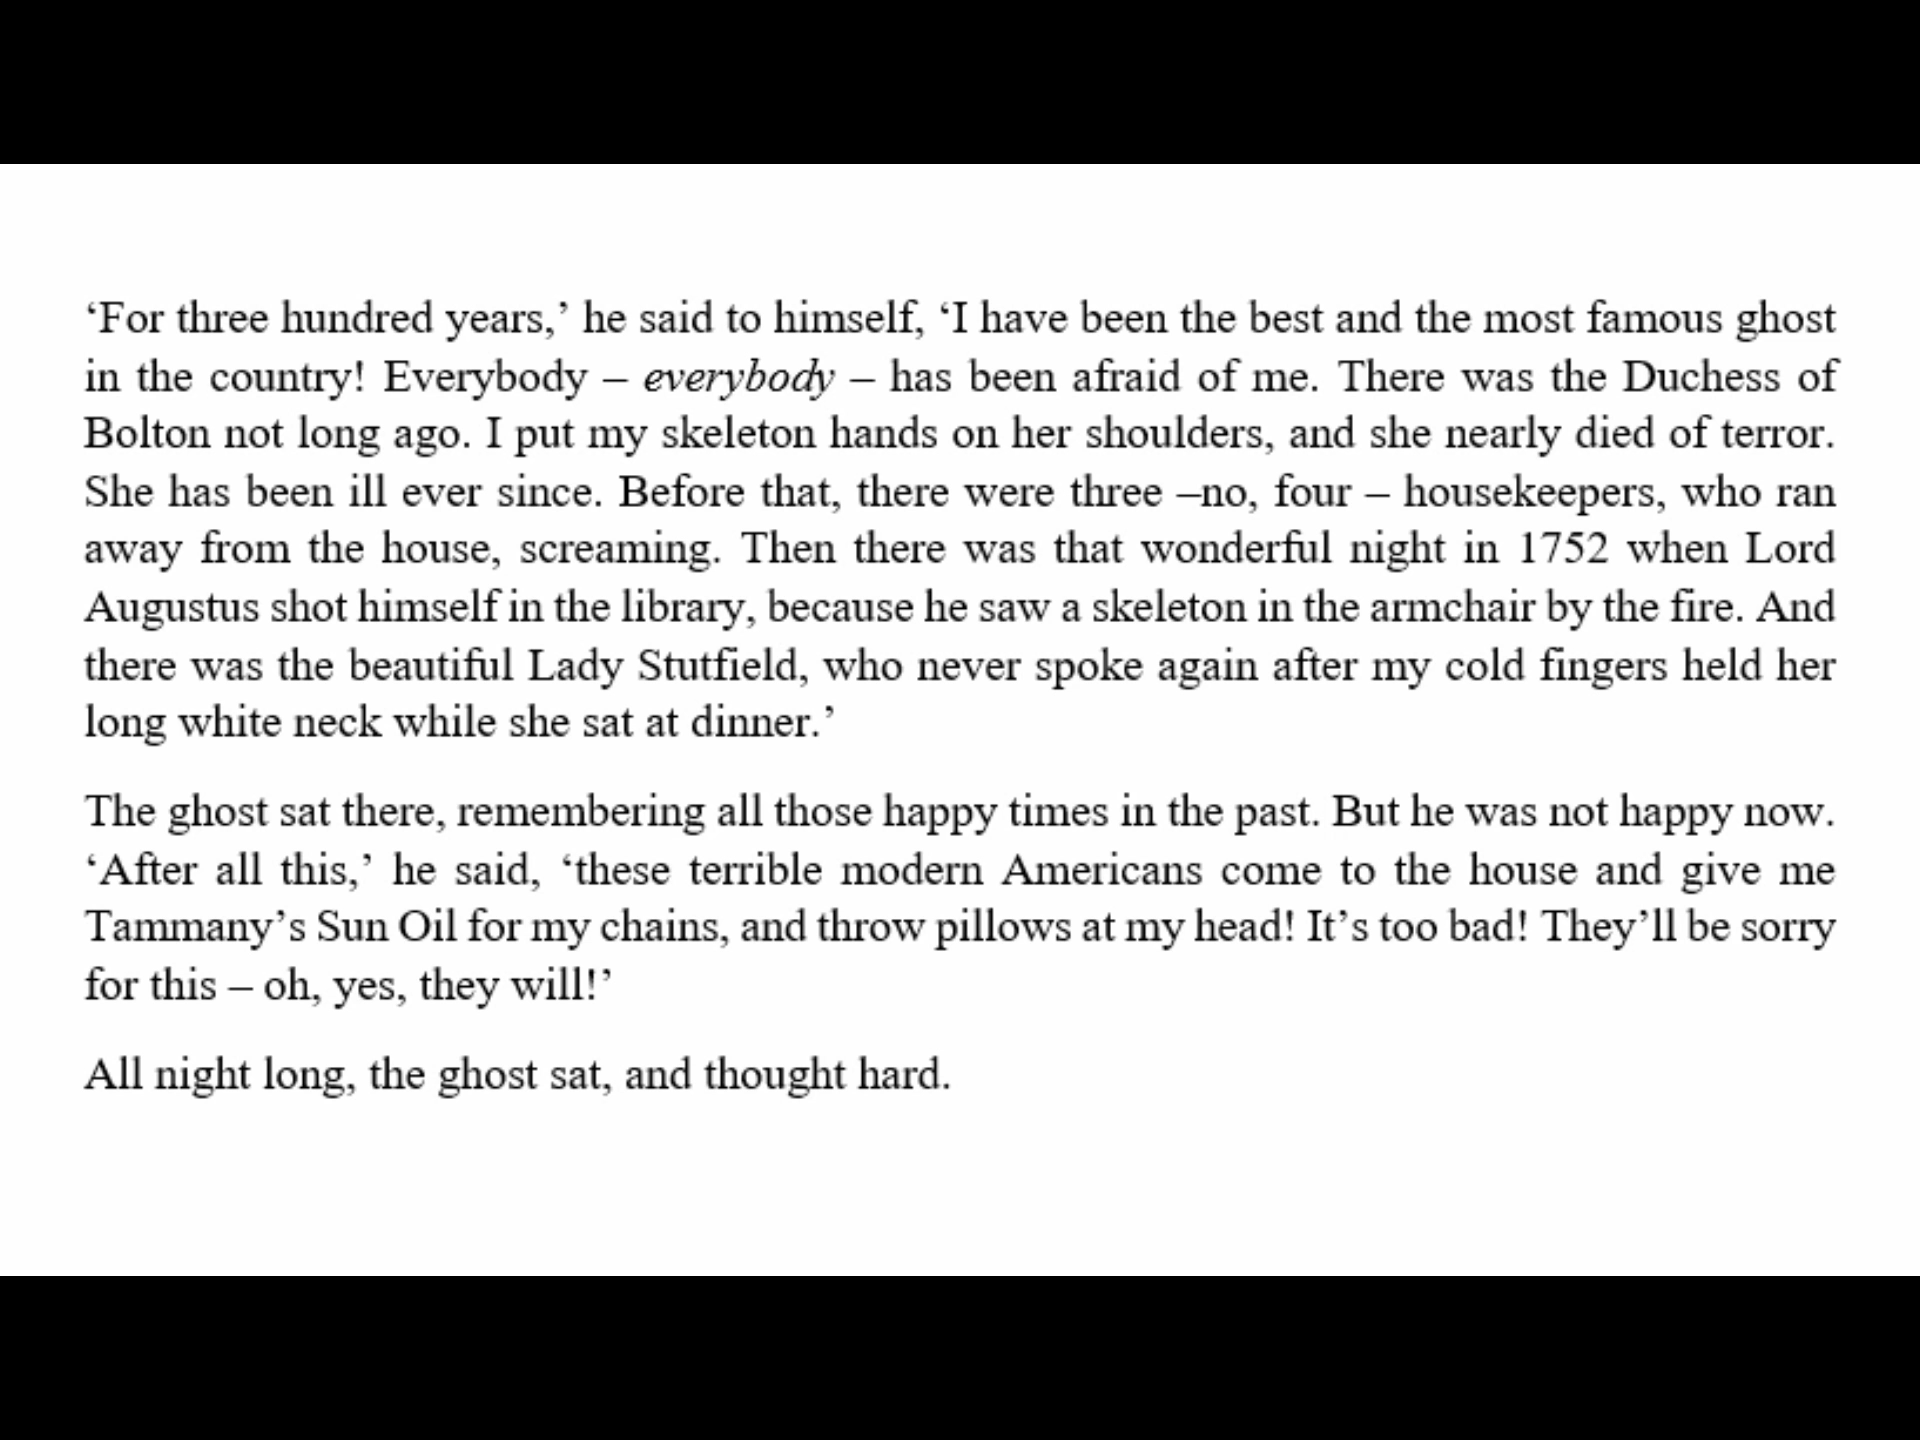 ‘For three hundred years,’ he said to himself, ‘I have been the best and the most famous ghost
in the country! Everybody – everybody – has been afraid of me. There was the Duchess of
Bolton not long ago. I put my skeleton hands on her shoulders, and she nearly died of terror.
She has been ill ever since. Before that, there were three –no, four – housekeepers, who ran
away from the house, screaming. Then there was that wonderful night in 1752 when Lord
Augustus shot himself in the library, because he saw a skeleton in the armchair by the fire. And
there was the beautiful Lady Stutfield, who never spoke again after my cold fingers held her
long white neck while she sat at dinner.’
The ghost sat there, remembering all those happy times in the past. But he was not happy now.
‘After all this,’ he said, ‘these terrible modern Americans come to the house and give me
Tammany’s Sun Oil for my chains, and throw pillows at my head! It’s too bad! They’ll be sorry
for this – oh, yes, they will!’
All night long, the ghost sat, and thought hard.